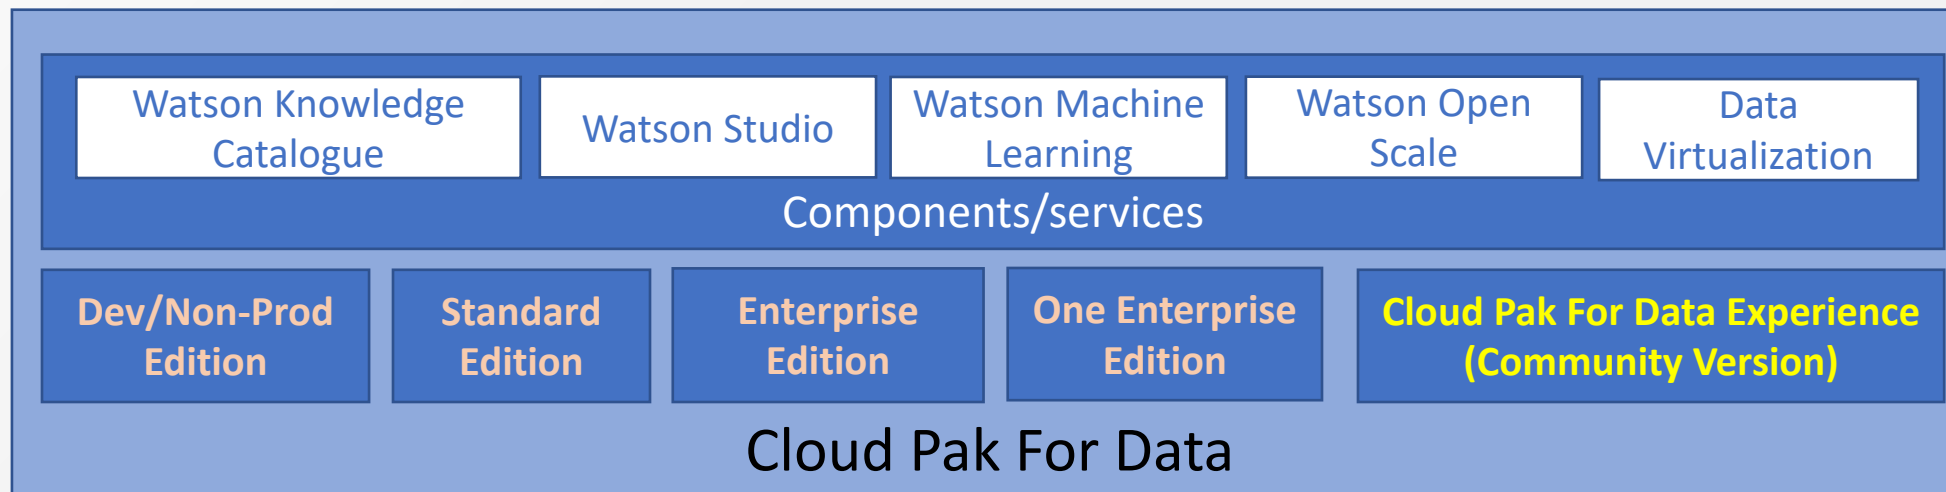 Watson Knowledge
Catalogue
Watson Studio
Watson Machine
Learning
Watson Open
Scale
Data
Virtualization
Components/services
Dev/Non-Prod
Edition
Standard
Edition
Enterprise
Edition
One Enterprise
Edition
Cloud Pak For Data Experience
(Community Version)
Cloud Pak For Data